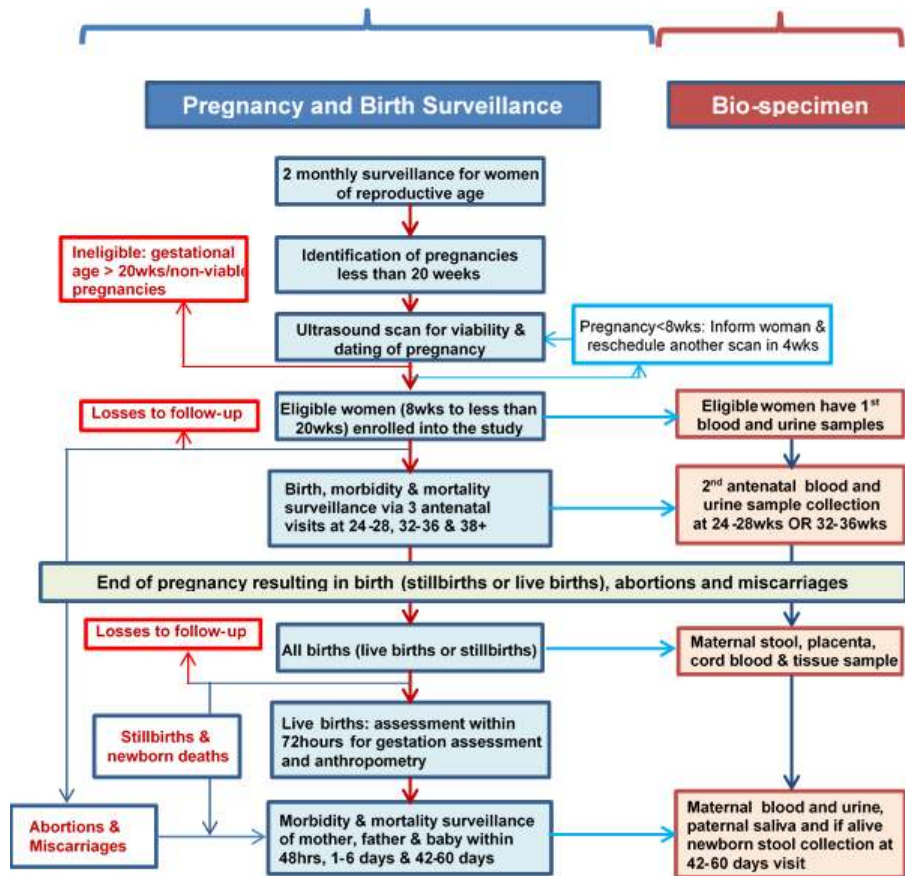 Pregnancy and Birth Surveillance
Bio-specimen
2 monthly surveillance for women
of reproductive age
Ineligible: gestational
age > 20wks/non-viable
pregnancies
Identification of pregnancies
less than 20 weeks
Ultrasound scan for viability &
dating of pregnancy
Pregnancy<8wks: Inform woman &
reschedule another scan in 4wks
Losses to follow-up
Eligible women (8wks to less than
20wks) enrolled into the study
Eligible women have 1st
blood and urine samples
Birth, morbidity & mortality
surveillance via 3 antenatal
visits at 24-28, 32-36 & 38+
2nd antenatal blood and
urine sample collection
at 24-28wks OR 32-36wks
End of pregnancy resulting in birth (stillbirths or live births), abortions and miscarriages
Losses to follow-up
All births (live births or stillbirths)
Maternal stool, placenta,
cord blood & tissue sample
Stillbirths &
newborn deaths
Live births: assessment within
72hours for gestation assessment
and anthropometry
Abortions &
Miscarriages
Morbidity & mortality surveillance
of mother, father & baby within
48hrs, 1-6 days & 42-60 days
Maternal blood and urine,
paternal saliva and if alive
newborn stool collection at
42-60 days visit